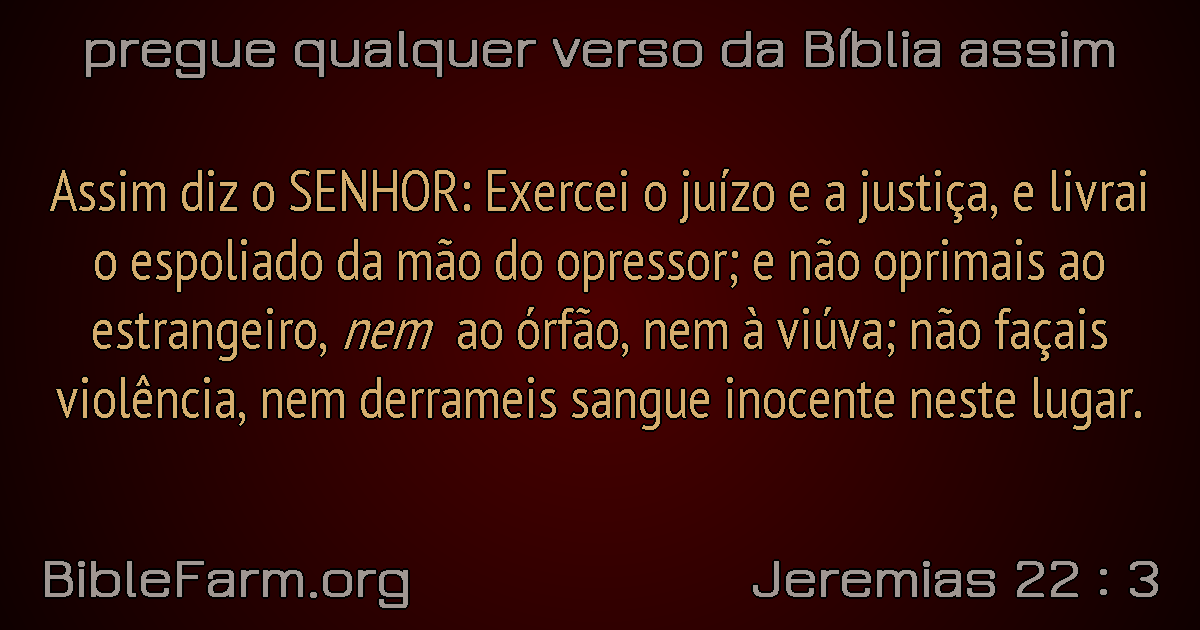 pregue qualquer verso da Bíblia assim
Assim diz o SENHOR: Exercei o juízo e a justiça, e livrai
o espoliado da mão do opressor; e não oprimais ao
estrangeiro, nem ao órfão, nem à viúva; não façais
violência, nem derrameis sangue inocente neste lugar.
BibleFarm.org
Jeremias 22 : 3